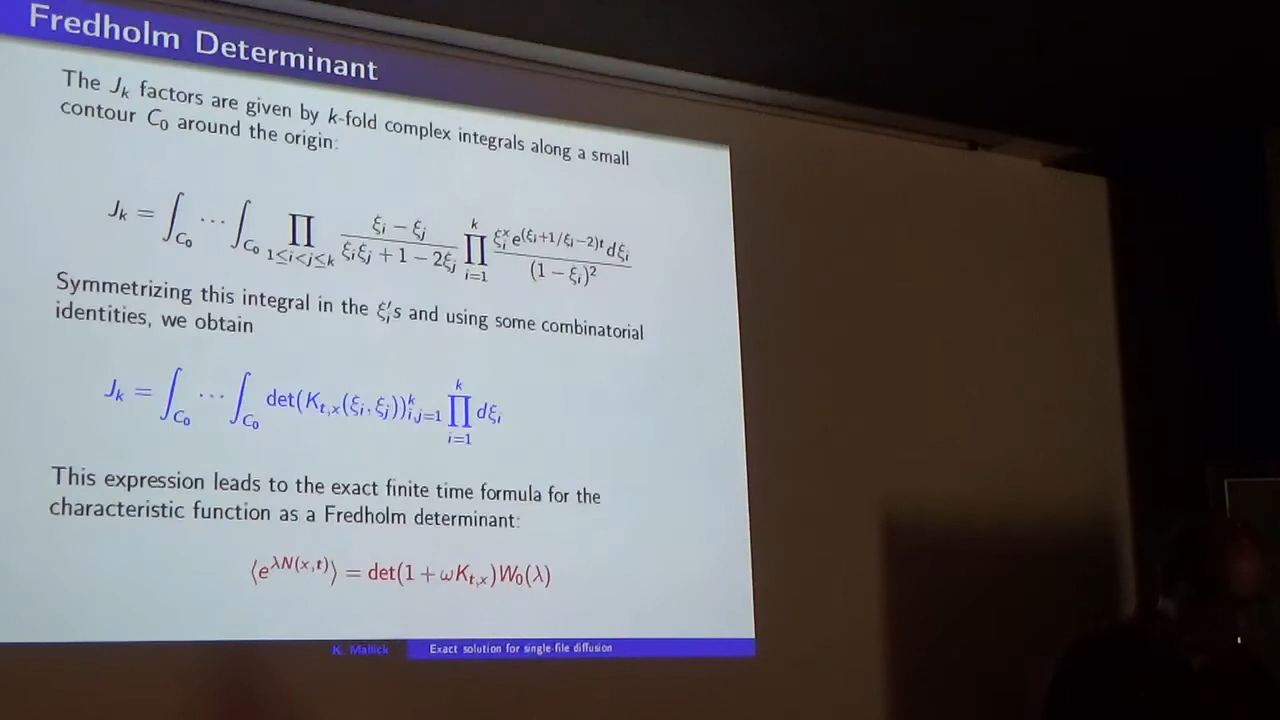 Fredholm Determinant
The J_k factors are given by k-fold complex integrals along a small
contour C_0 around the origin:
J_k = ∫_{C_0} ⋯ ∫_{C_0} ∏_{1≤i<j≤k} (ξ_i − ξ_j)/(ξ_iξ_j + 1 − 2ξ_j) ∏_{i=1}^{k} (ξ_i^x e^{(ξ_i+1/ξ_i−2)t} dξ_i)/((1 − ξ_i)^2)
Symmetrizing this integral in the ξ_i's and using some combinatorial
identities, we obtain
J_k = ∫_{C_0} ⋯ ∫_{C_0} det(K_{t,x}(ξ_i, ξ_j))_{i,j=1}^{k} ∏_{i=1}^{k} dξ_i
This expression leads to the exact finite time formula for the
characteristic function as a Fredholm determinant:
⟨e^{λN(x,t)}⟩ = det(1 + ωK_{t,x})W_0(λ)
K. Mallick Exact solution for single-file diffusion